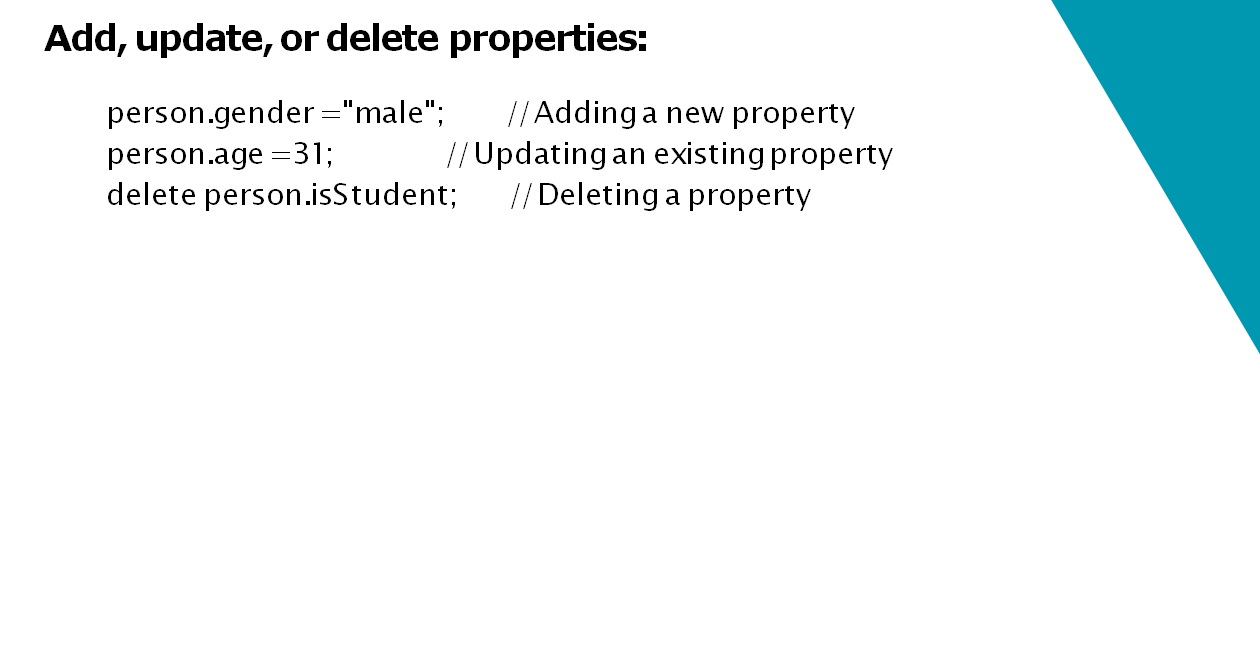 Add, update, or delete properties:
person.gender ="male"; //Adding a new property
person.age =31; //Updating an existing property
delete person.isStudent; //Deleting a property